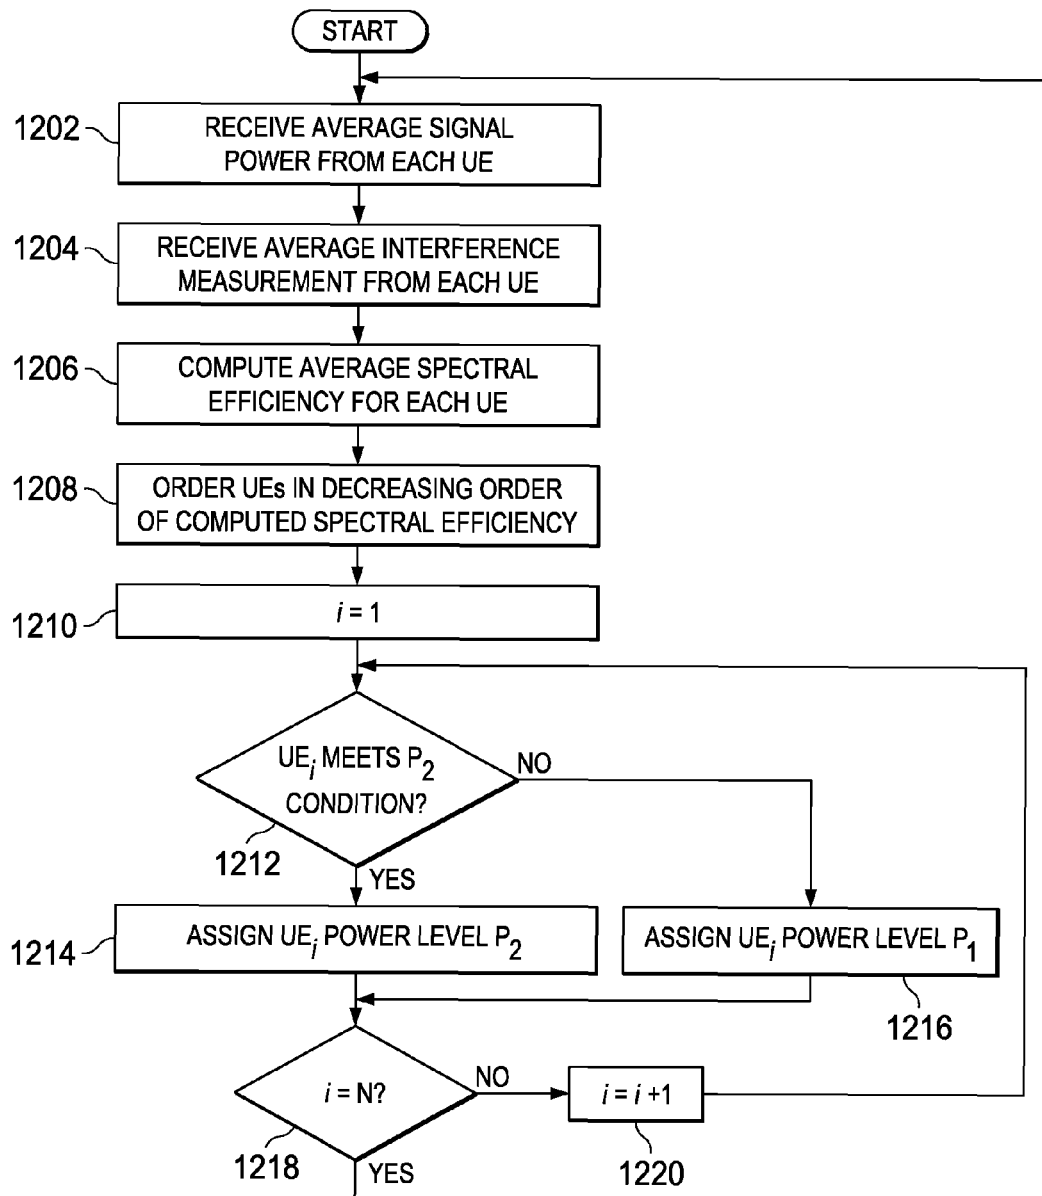 START
1202
RECEIVE AVERAGE SIGNAL
POWER FROM EACH UE
1204
RECEIVE AVERAGE INTERFERENCE
MEASUREMENT FROM EACH UE
1206
COMPUTE AVERAGE SPECTRAL
EFFICIENCY FOR EACH UE
1208
ORDER UEs IN DECREASING ORDER
OF COMPUTED SPECTRAL EFFICIENCY
1210
i = 1
UEi MEETS P2
CONDITION?
NO
1212
YES
1214
ASSIGN UEi POWER LEVEL P2
ASSIGN UEi POWER LEVEL P1
1216
i = N?
NO
i = i +1
1218
YES
1220